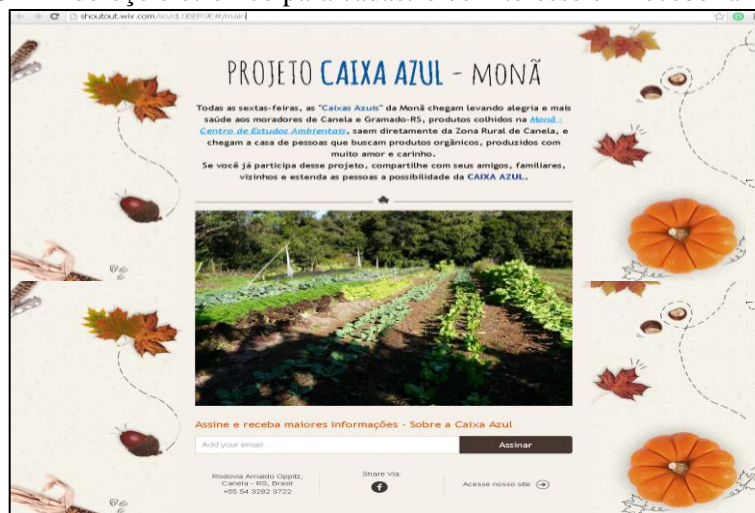 shoutout.wix.com/so/dL0BER9E#/main
PROJETO CAIXA AZUL - MONÃ
Todas as sextas-feiras, as "Caixas Azuis" da Monã chegam levando alegria e mais
saúde aos moradores de Canela e Gramado-RS, produtos colhidos na Monã -
Centro de Estudos Ambientais, saem diretamente da Zona Rural de Canela, e
chegam a casa de pessoas que buscam produtos orgânicos, produzidos com
muito amor e carinho.
Se você já participa desse projeto, compartilhe com seus amigos, familiares,
vizinhos e estenda as pessoas a possibilidade da CAIXA AZUL.
Assine e receba maiores informações - Sobre a Caixa Azul
Add your email...
Assinar
Rodovia Arnaldo Oppitz,
Canela - RS, Brasil
+55 54 3282 3722
Share Via:
Acesse nosso site